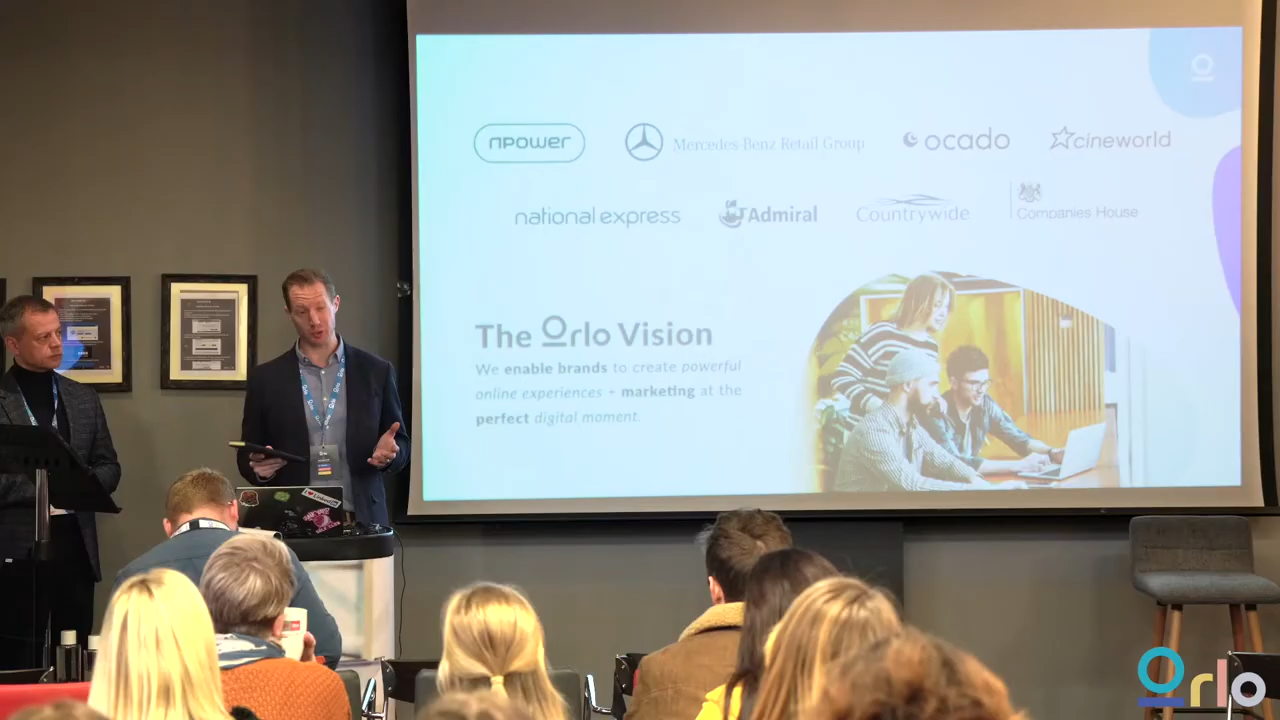 npower
Mercedes-Benz Retail Group
ocado
cineworld
national express
Admiral
Countrywide
Companies House
The Orlo Vision
We enable brands to create powerful
online experiences + marketing at the
perfect digital moment.
I ♥ LinkedIn
Orlo